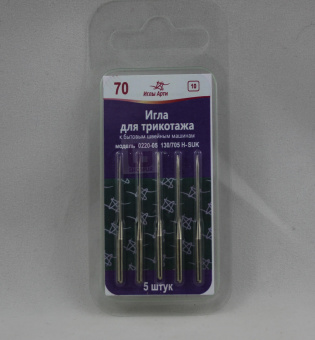 70
Иглы Арти
10
Игла
для трикотажа
к бытовым швейным машинам
модель 0220-08 130/705 H-SUK
5 штук